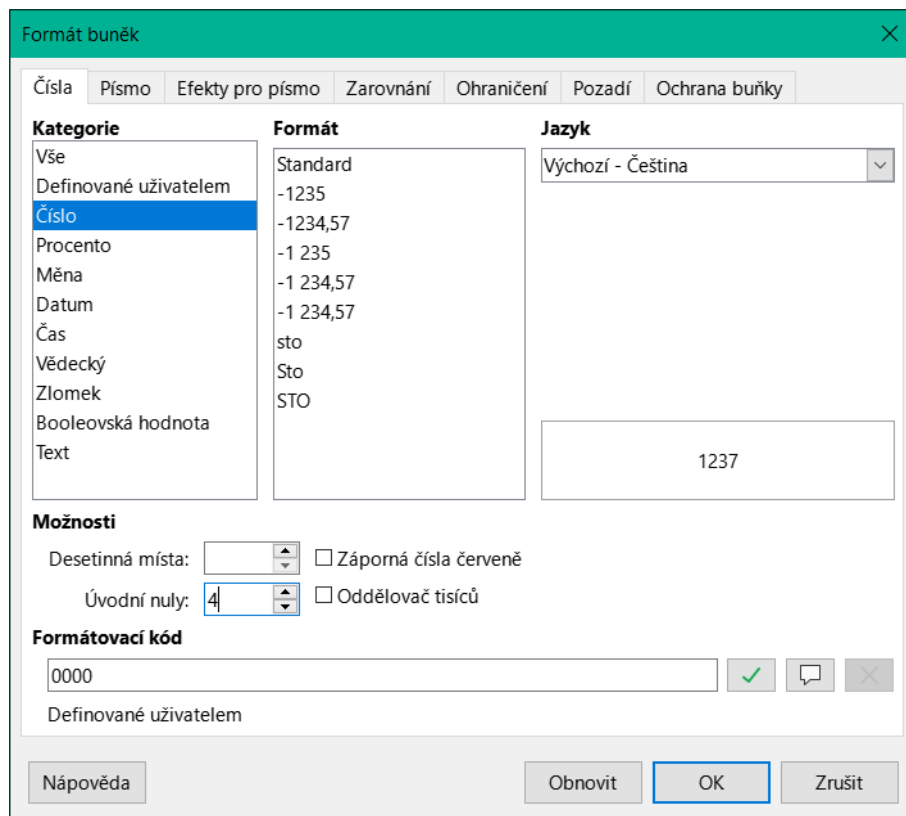 Formát buněk
Čísla Písmo Efekty pro písmo Zarovnání Ohraničení Pozadí Ochrana buňky
Kategorie
Vše
Definované uživatelem
Číslo
Procento
Měna
Datum
Čas
Vědecký
Zlomek
Booleovská hodnota
Text
Formát
Standard
-1235
-1234,57
-1 235
-1 234,57
-1 234,57
sto
Sto
STO
Jazyk
Výchozí - Čeština
1237
Možnosti
Desetinná místa: Záporná čísla červeně
Úvodní nuly: 4 Oddělovač tisíců
Formátovací kód
0000
Definované uživatelem
Nápověda Obnovit OK Zrušit